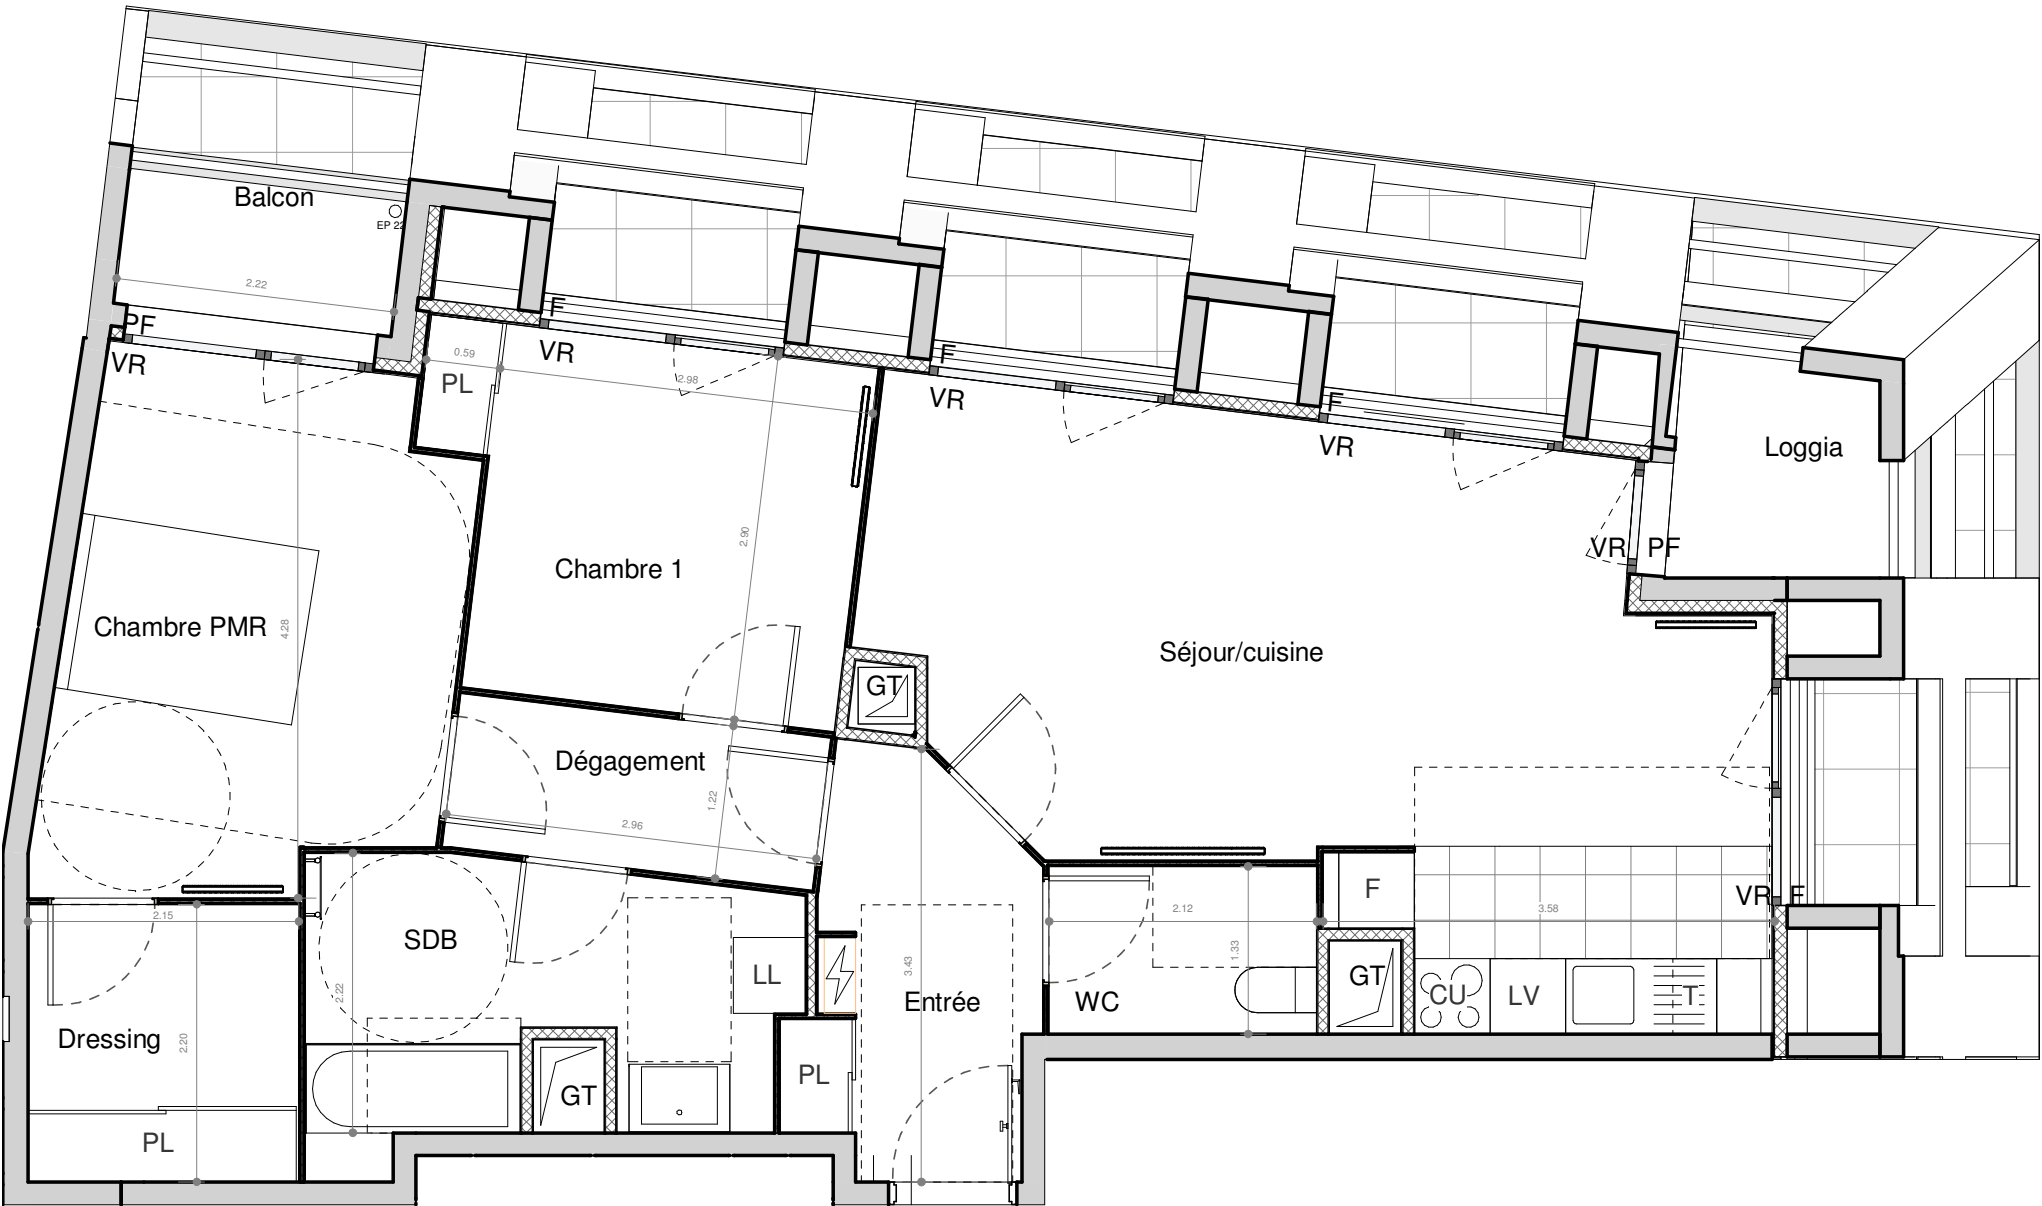 Balcon
EP 22
2.22
PF
VR
F
VR
0.59
PL
2.98
F
VR
F
VR
Loggia
2.90
VR PF
Chambre 1
Chambre PMR
4.28
Séjour/cuisine
GT
Dégagement
1.22
2.96
F
VR F
2.15
2.12
3.58
SDB
1.33
3.43
LL
GT
2.22
Entrée
WC
CU
LV
T
Dressing
2.20
PL
GT
PL